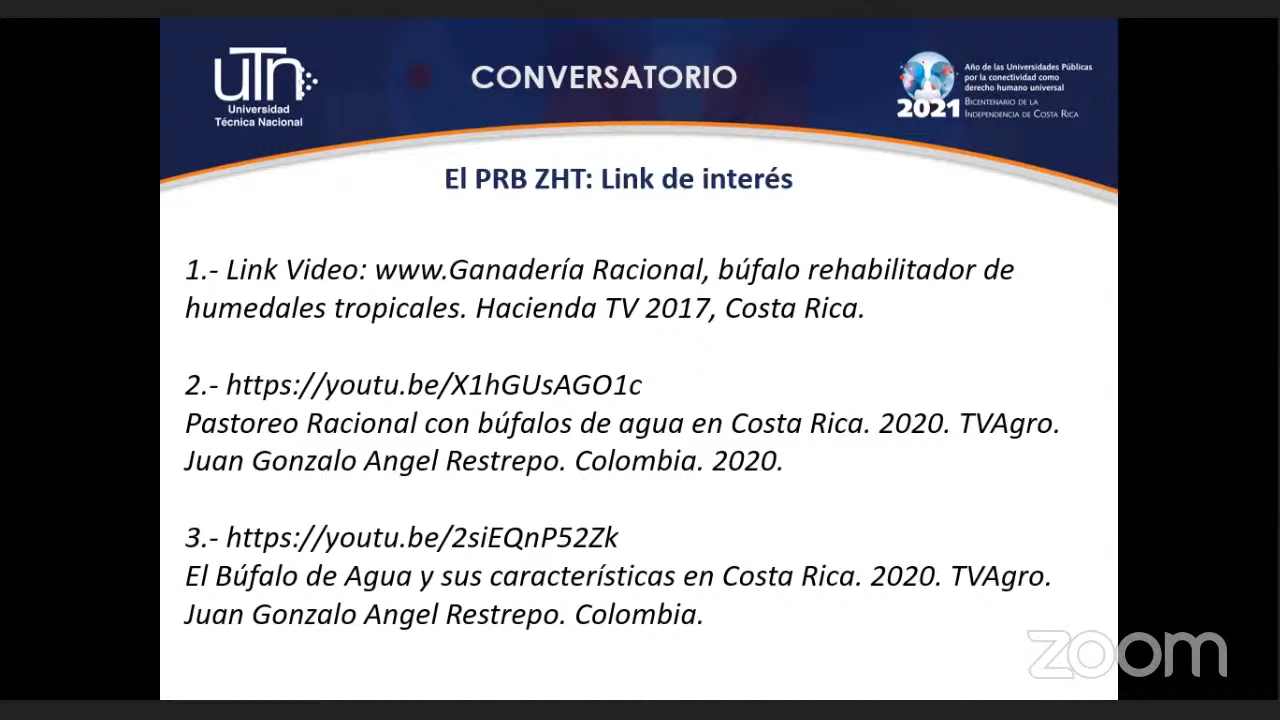 UTN
Universidad
Técnica Nacional
CONVERSATORIO
Año de las Universidades Públicas
por la conectividad como
derecho humano universal
2021 BICENTENARIO DE LA
INDEPENDENCIA DE COSTA RICA
El PRB ZHT: Link de interés
1.- Link Video: www.Ganadería Racional, búfalo rehabilitador de
humedales tropicales. Hacienda TV 2017, Costa Rica.
2.- https://youtu.be/X1hGUsAGO1c
Pastoreo Racional con búfalos de agua en Costa Rica. 2020. TVAgro.
Juan Gonzalo Angel Restrepo. Colombia. 2020.
3.- https://youtu.be/2siEQnP52Zk
El Búfalo de Agua y sus características en Costa Rica. 2020. TVAgro.
Juan Gonzalo Angel Restrepo. Colombia.
zoom